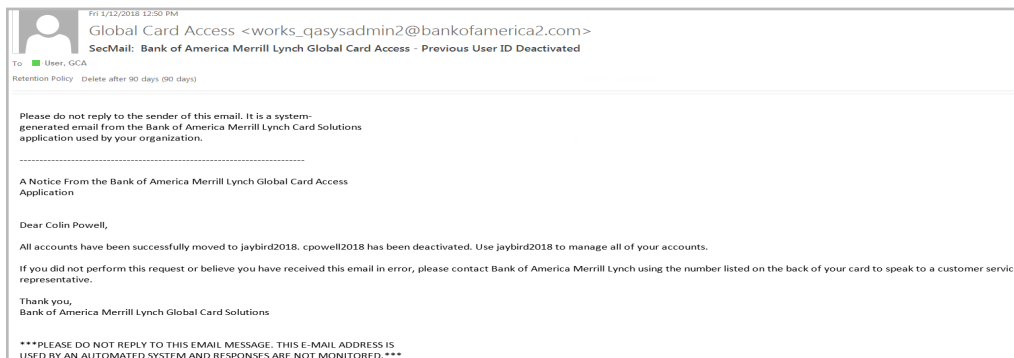 Fri 1/12/2018 12:50 PM
Global Card Access <works_qasysadmin2@bankofamerica2.com>
SecMail: Bank of America Merrill Lynch Global Card Access - Previous User ID Deactivated
To User, GCA
Retention Policy Delete after 90 days (90 days)
Please do not reply to the sender of this email. It is a system-
generated email from the Bank of America Merrill Lynch Card Solutions
application used by your organization.
------------------------------------------------------------------------
A Notice From the Bank of America Merrill Lynch Global Card Access
Application
Dear Colin Powell,
All accounts have been successfully moved to jaybird2018. cpowell2018 has been deactivated. Use jaybird2018 to manage all of your accounts.
If you did not perform this request or believe you have received this email in error, please contact Bank of America Merrill Lynch using the number listed on the back of your card to speak to a customer servic
representative.
Thank you,
Bank of America Merrill Lynch Global Card Solutions
***PLEASE DO NOT REPLY TO THIS EMAIL MESSAGE. THIS E-MAIL ADDRESS IS
USED BY AN AUTOMATED SYSTEM AND RESPONSES ARE NOT MONITORED.***